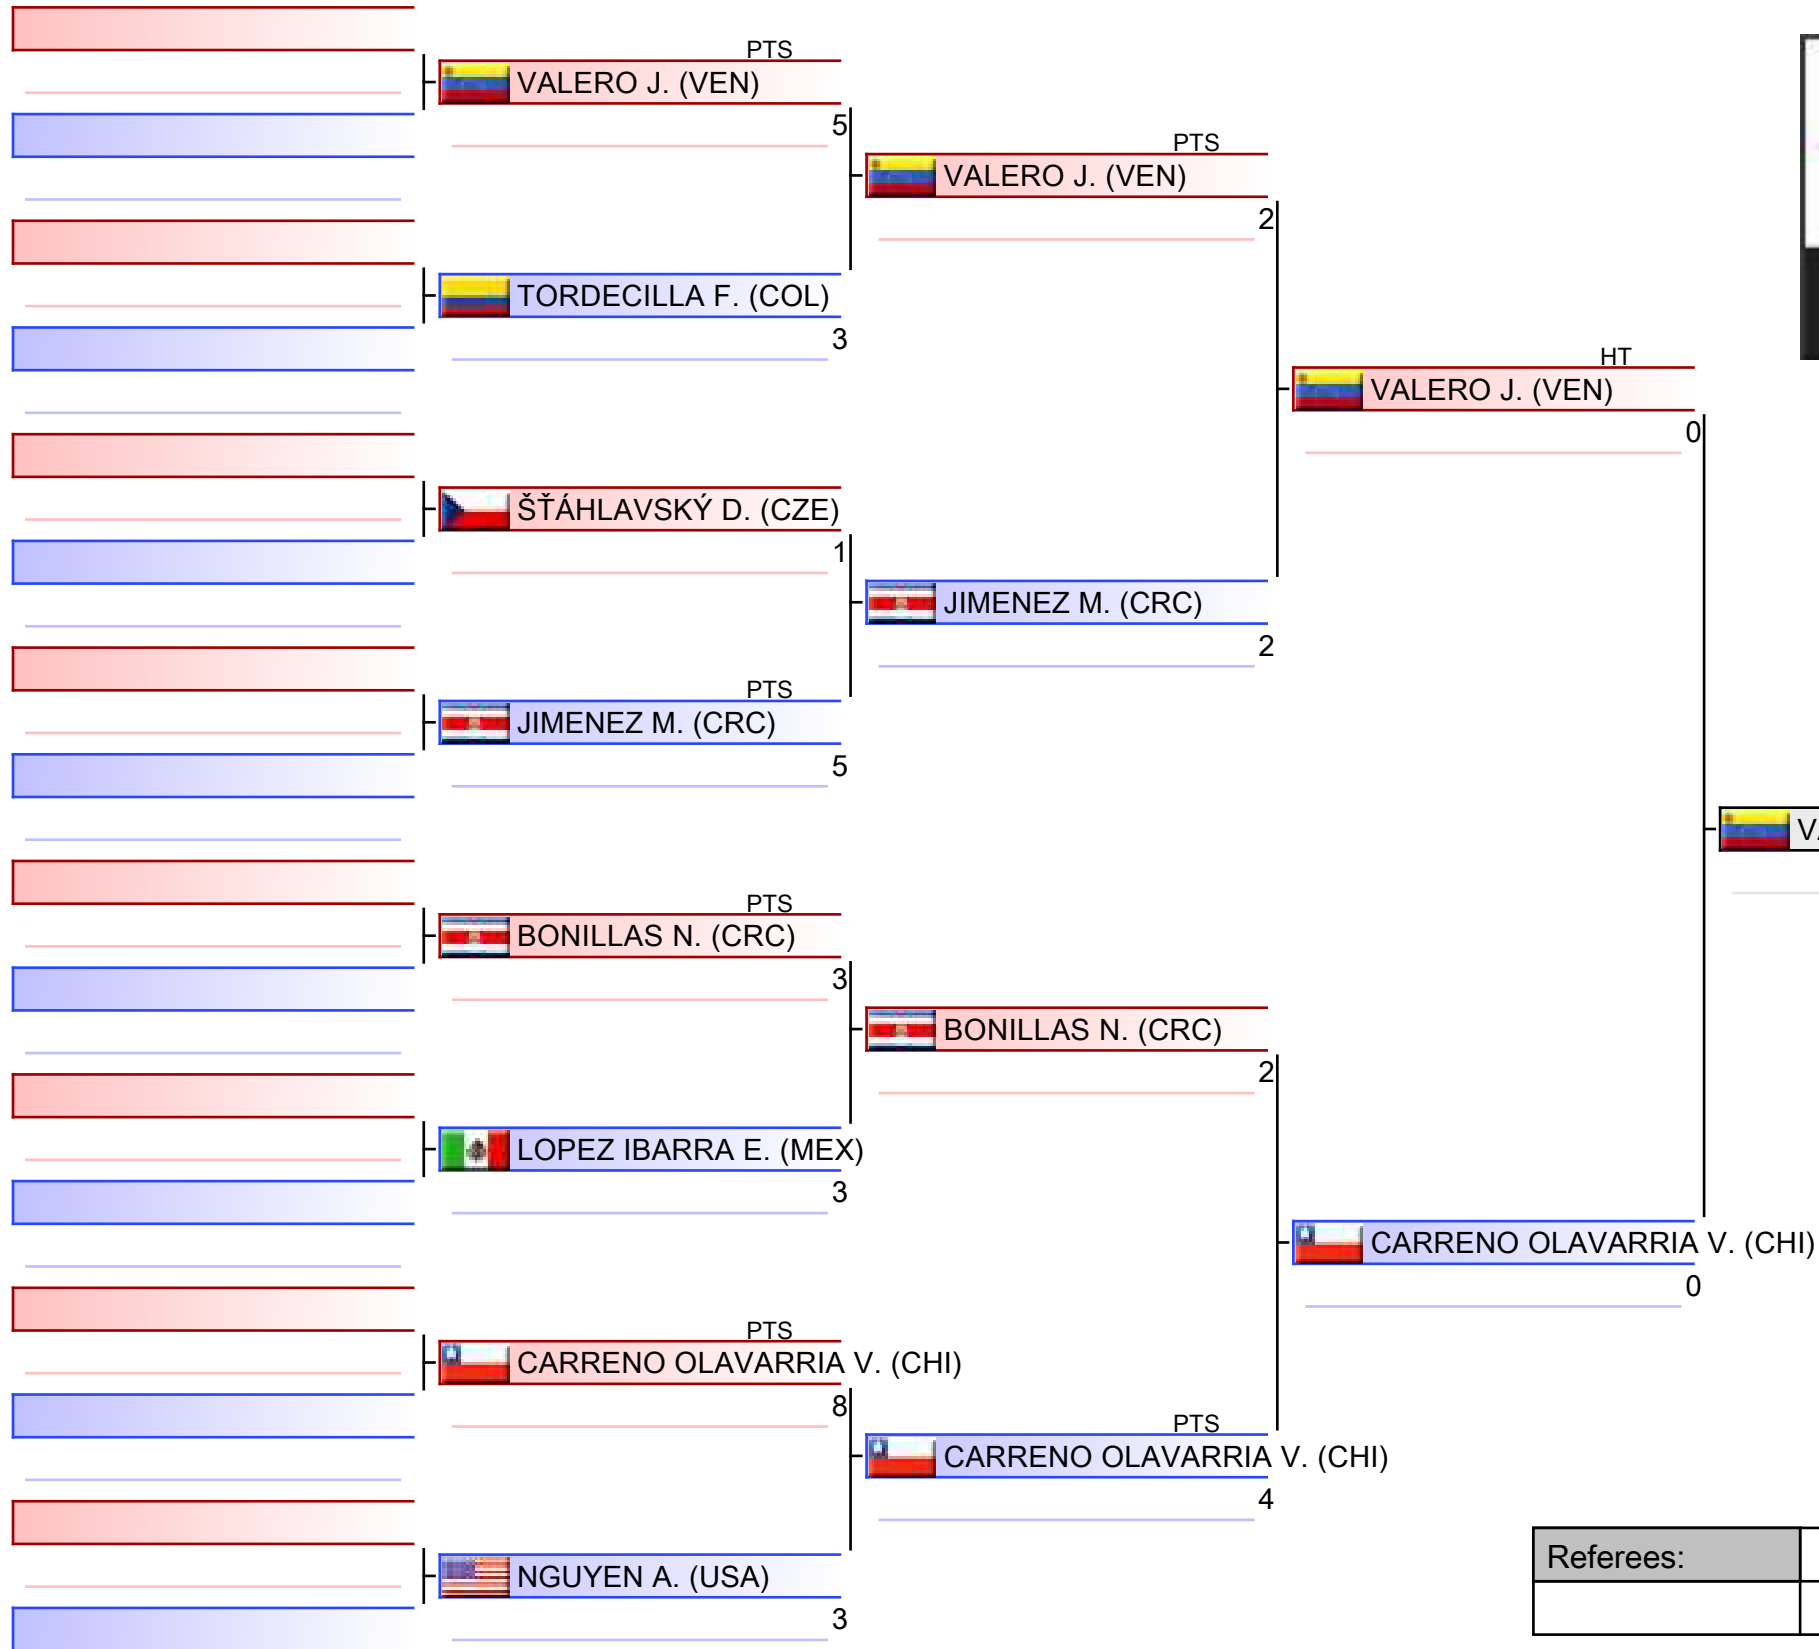 PTS
VALERO J. (VEN)
5
TORDECILLA F. (COL)
3
ŠŤÁHLAVSKÝ D. (CZE)
1
PTS
JIMENEZ M. (CRC)
5
PTS
BONILLAS N. (CRC)
3
LOPEZ IBARRA E. (MEX)
3
PTS
CARRENO OLAVARRIA V. (CHI)
8
NGUYEN A. (USA)
3
PTS
VALERO J. (VEN)
2
JIMENEZ M. (CRC)
2
BONILLAS N. (CRC)
2
PTS
CARRENO OLAVARRIA V. (CHI)
4
HT
VALERO J. (VEN)
0
CARRENO OLAVARRIA V. (CHI)
0
Referees: